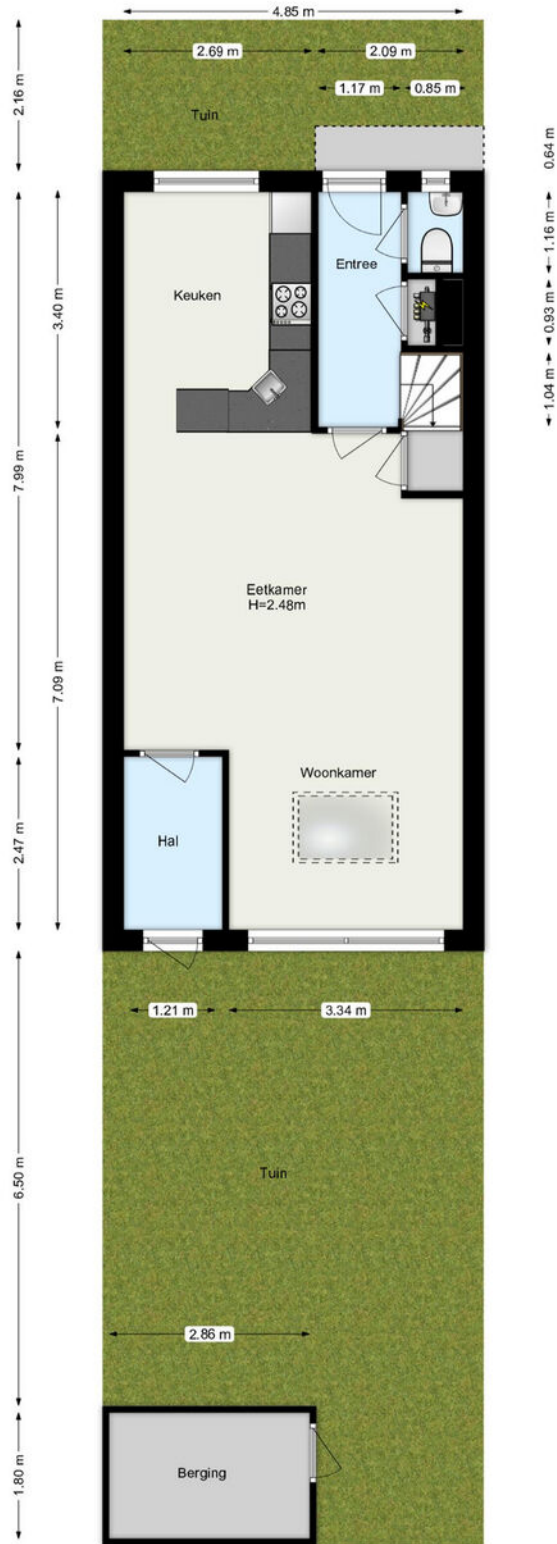 4.85 m
2.69 m
2.09 m
1.17 m
0.85 m
2.16 m
Tuin
0.64 m
Entree
1.16 m
Keuken
3.40 m
0.93 m
1.04 m
7.99 m
Eetkamer
H=2.48m
7.09 m
Woonkamer
Hal
2.47 m
1.21 m
3.34 m
Tuin
6.50 m
2.86 m
Berging
1.80 m